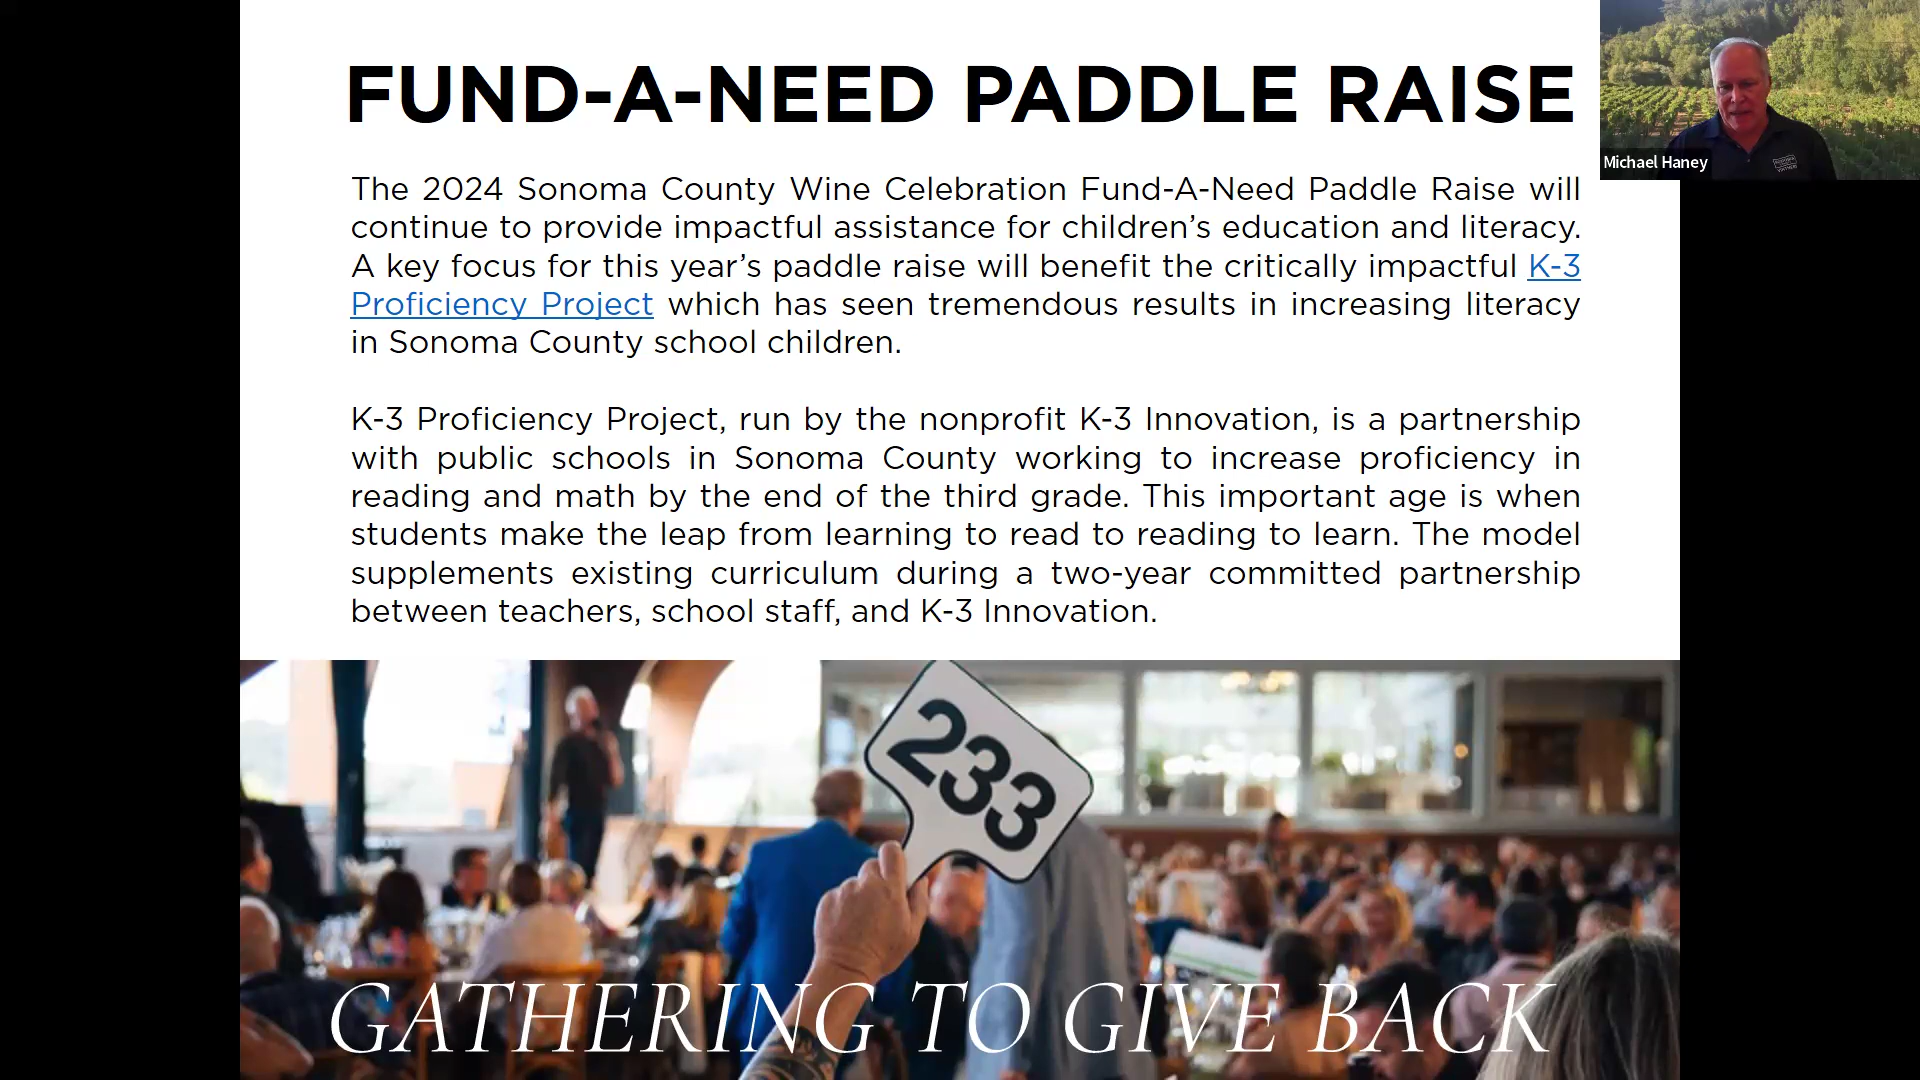 FUND-A-NEED PADDLE RAISE
Michael Haney
The 2024 Sonoma County Wine Celebration Fund-A-Need Paddle Raise will
continue to provide impactful assistance for children’s education and literacy.
A key focus for this year’s paddle raise will benefit the critically impactful K-3
Proficiency Project which has seen tremendous results in increasing literacy
in Sonoma County school children.
K-3 Proficiency Project, run by the nonprofit K-3 Innovation, is a partnership
with public schools in Sonoma County working to increase proficiency in
reading and math by the end of the third grade. This important age is when
students make the leap from learning to read to reading to learn. The model
supplements existing curriculum during a two-year committed partnership
between teachers, school staff, and K-3 Innovation.
233
GATHERING TO GIVE BACK